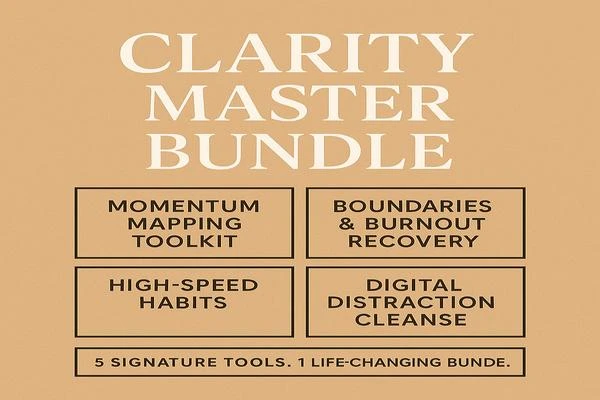 CLARITY
MASTER
BUNDLE
MOMENTUM
MAPPING
TOOLKIT
BOUNDARIES
& BURNOUT
RECOVERY
HIGH-SPEED
HABITS
DIGITAL
DISTRACTION
CLEANSE
5 SIGNATURE TOOLS. 1 LIFE-CHANGING BUNDE.